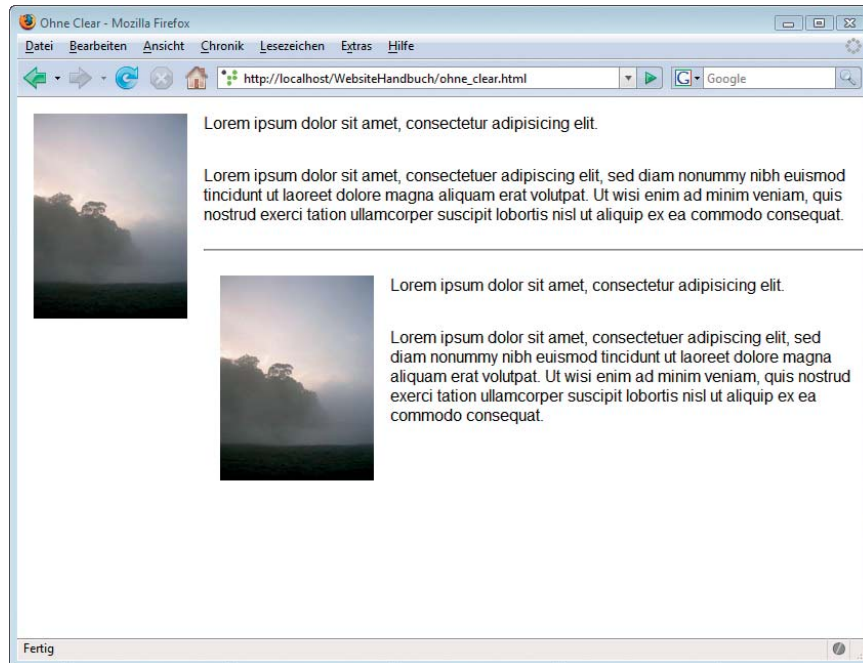 Ohne Clear - Mozilla Firefox
Datei Bearbeiten Ansicht Chronik Lesezeichen Extras Hilfe
http://localhost/WebsiteHandbuch/ohne_clear.html
G Google
Lorem ipsum dolor sit amet, consectetur adipisicing elit.
Lorem ipsum dolor sit amet, consectetuer adipiscing elit, sed diam nonummy nibh euismod
tincidunt ut laoreet dolore magna aliquam erat volutpat. Ut wisi enim ad minim veniam, quis
nostrud exerci tation ullamcorper suscipit lobortis nisl ut aliquip ex ea commodo consequat.
Lorem ipsum dolor sit amet, consectetur adipisicing elit.
Lorem ipsum dolor sit amet, consectetuer adipiscing elit, sed
diam nonummy nibh euismod tincidunt ut laoreet dolore magna
aliquam erat volutpat. Ut wisi enim ad minim veniam, quis nostrud
exerci tation ullamcorper suscipit lobortis nisl ut aliquip ex ea
commodo consequat.
Fertig